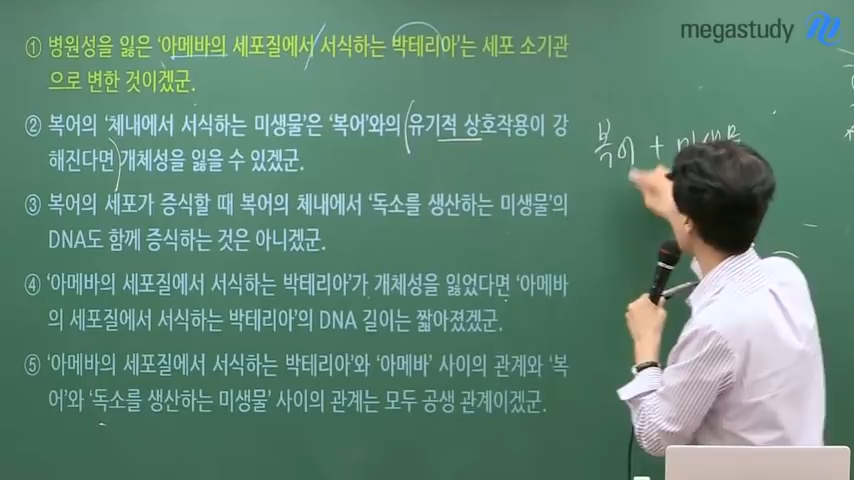 megastudy
① 병원성을 잃은 ‘아메바의 세포질에서 서식하는 박테리아’는 세포 소기관
으로 변한 것이겠군.
② 복어의 ‘체내에서 서식하는 미생물’은 ‘복어’와의 유기적 상호작용이 강
해진다면 개체성을 잃을 수 있겠군.
③ 복어의 세포가 증식할 때 복어의 체내에서 ‘독소를 생산하는 미생물’의
DNA도 함께 증식하는 것은 아니겠군.
④ ‘아메바의 세포질에서 서식하는 박테리아’가 개체성을 잃었다면 ‘아메바
의 세포질에서 서식하는 박테리아’의 DNA 길이는 짧아졌겠군.
⑤ ‘아메바의 세포질에서 서식하는 박테리아’와 ‘아메바’ 사이의 관계와 ‘복
어’와 ‘독소를 생산하는 미생물’ 사이의 관계는 모두 공생 관계이겠군.
복어 +